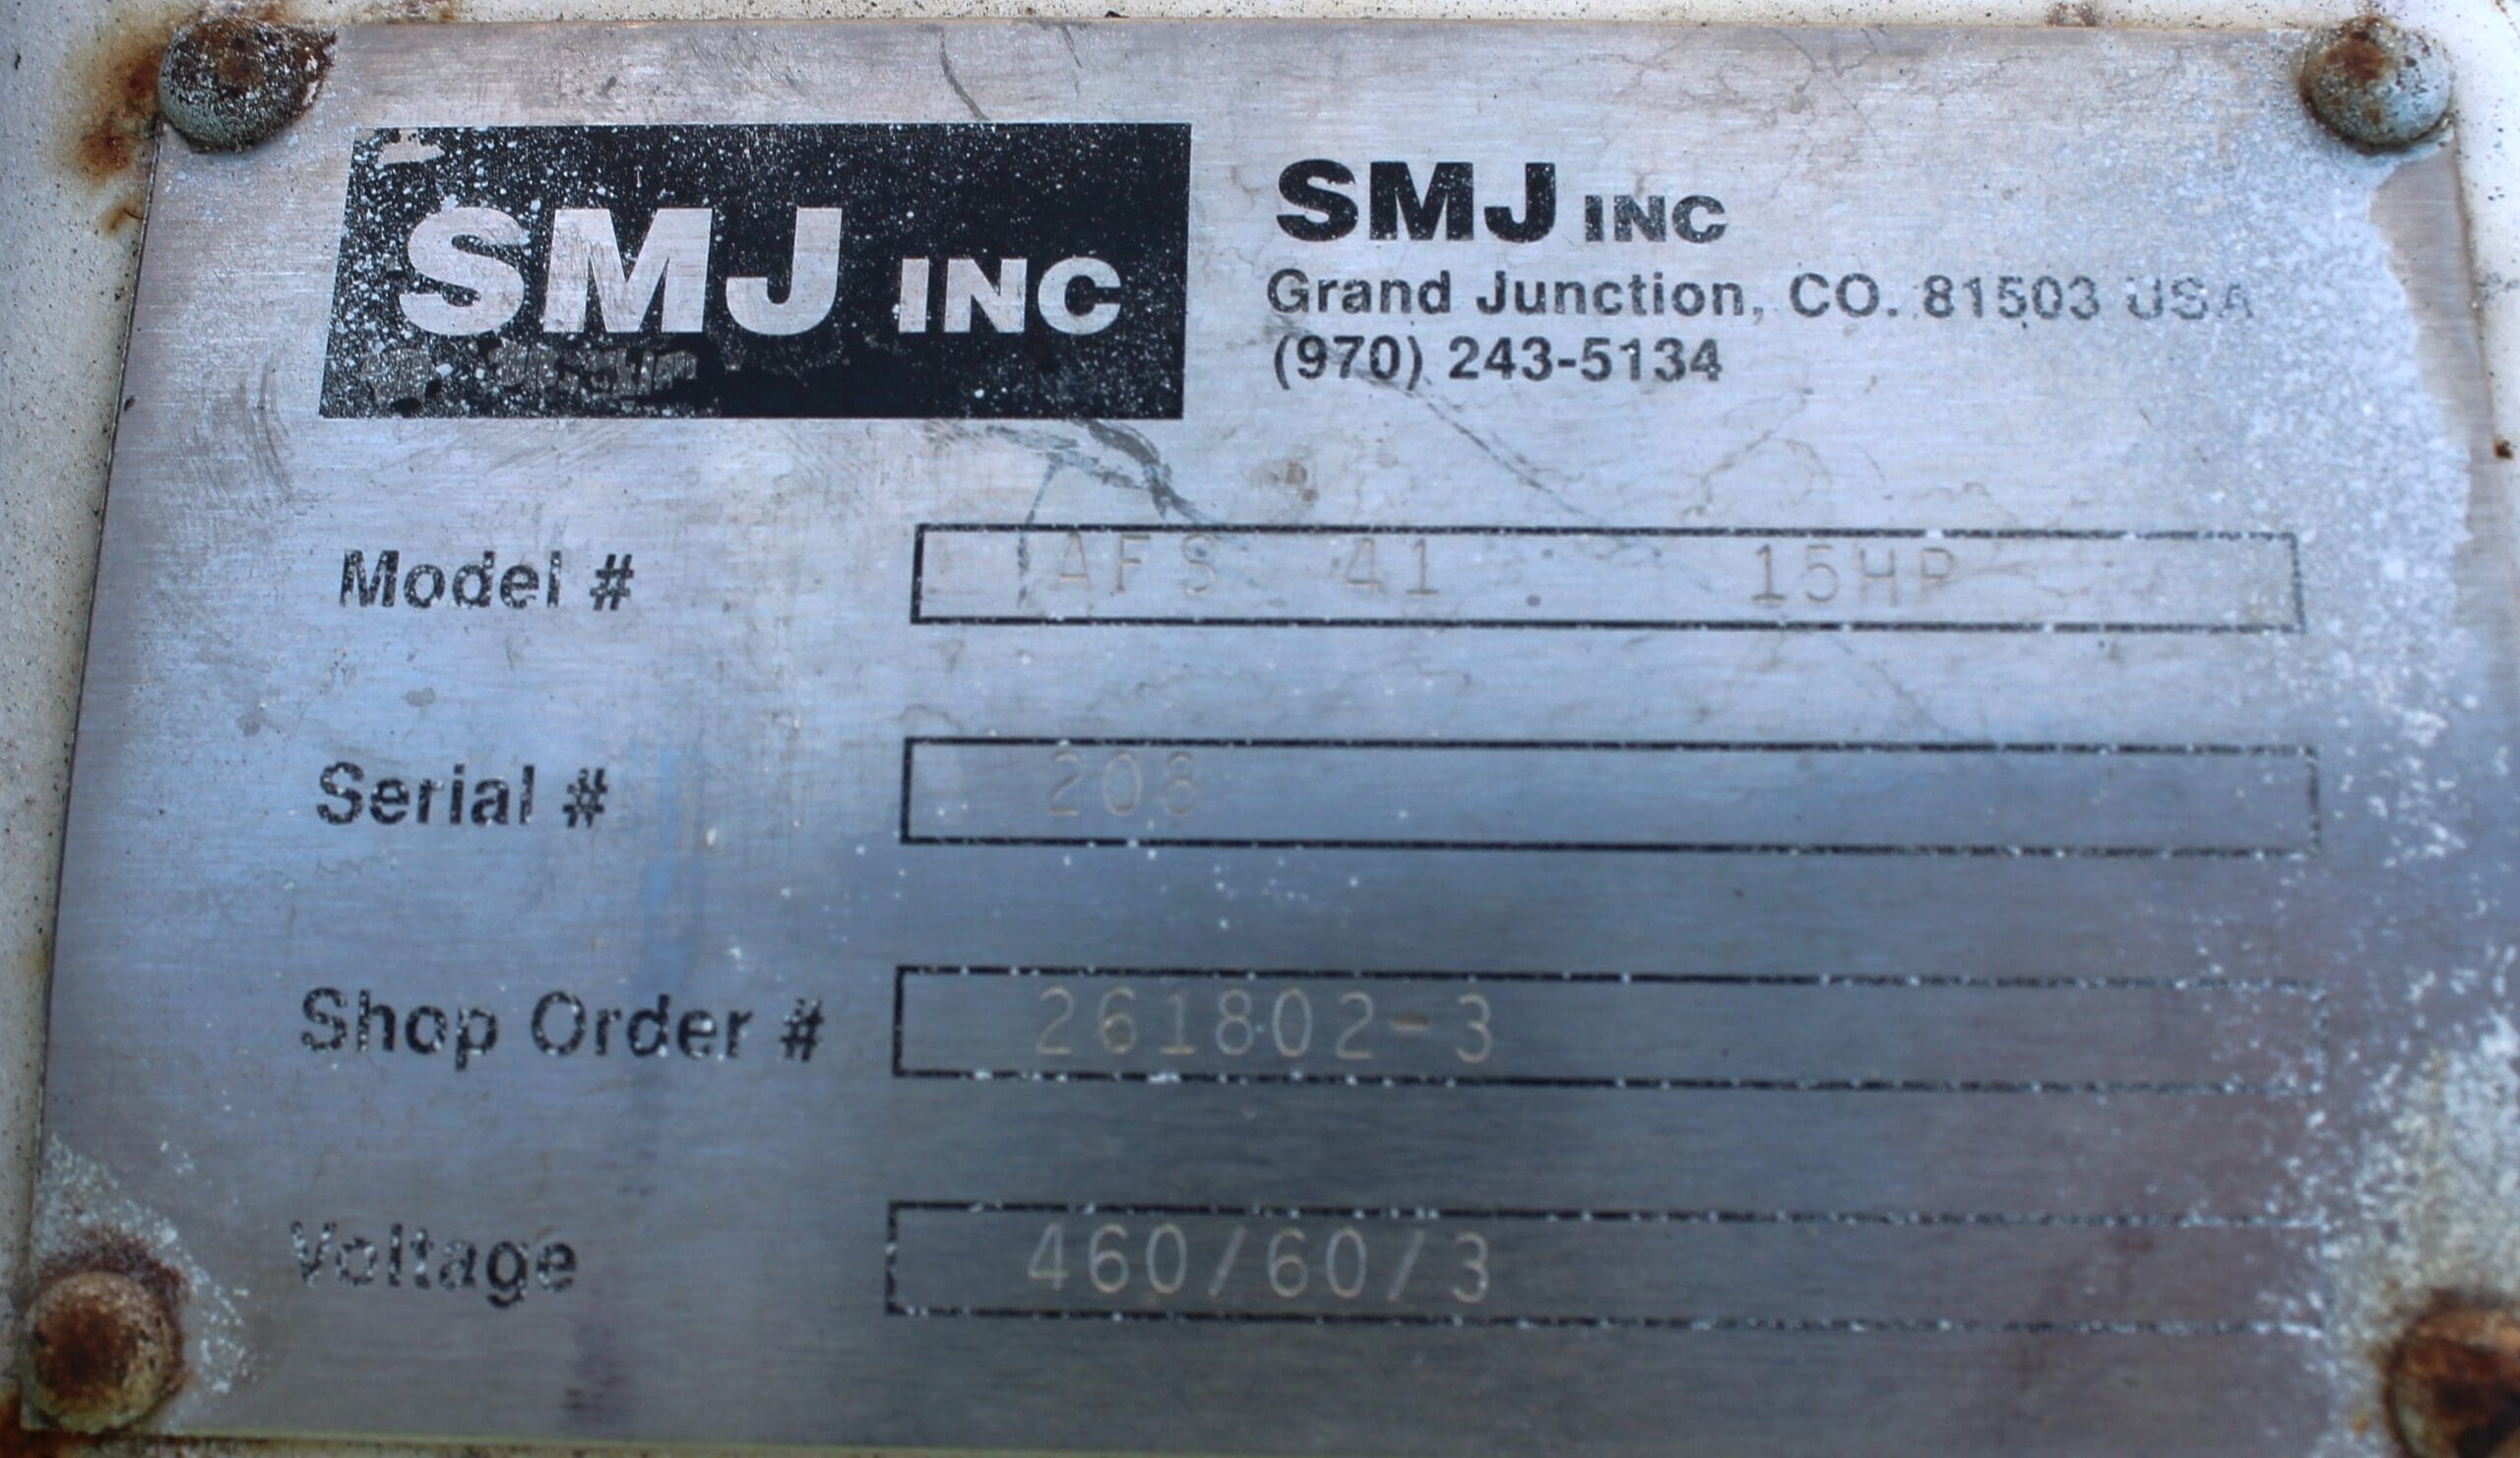 SMJ INC
SMJ INC
Grand Junction, CO. 81503 USA
(970) 243-5134
Model # AFS 41 15HP
Serial # 208
Shop Order # 261802-3
Voltage 460/60/3